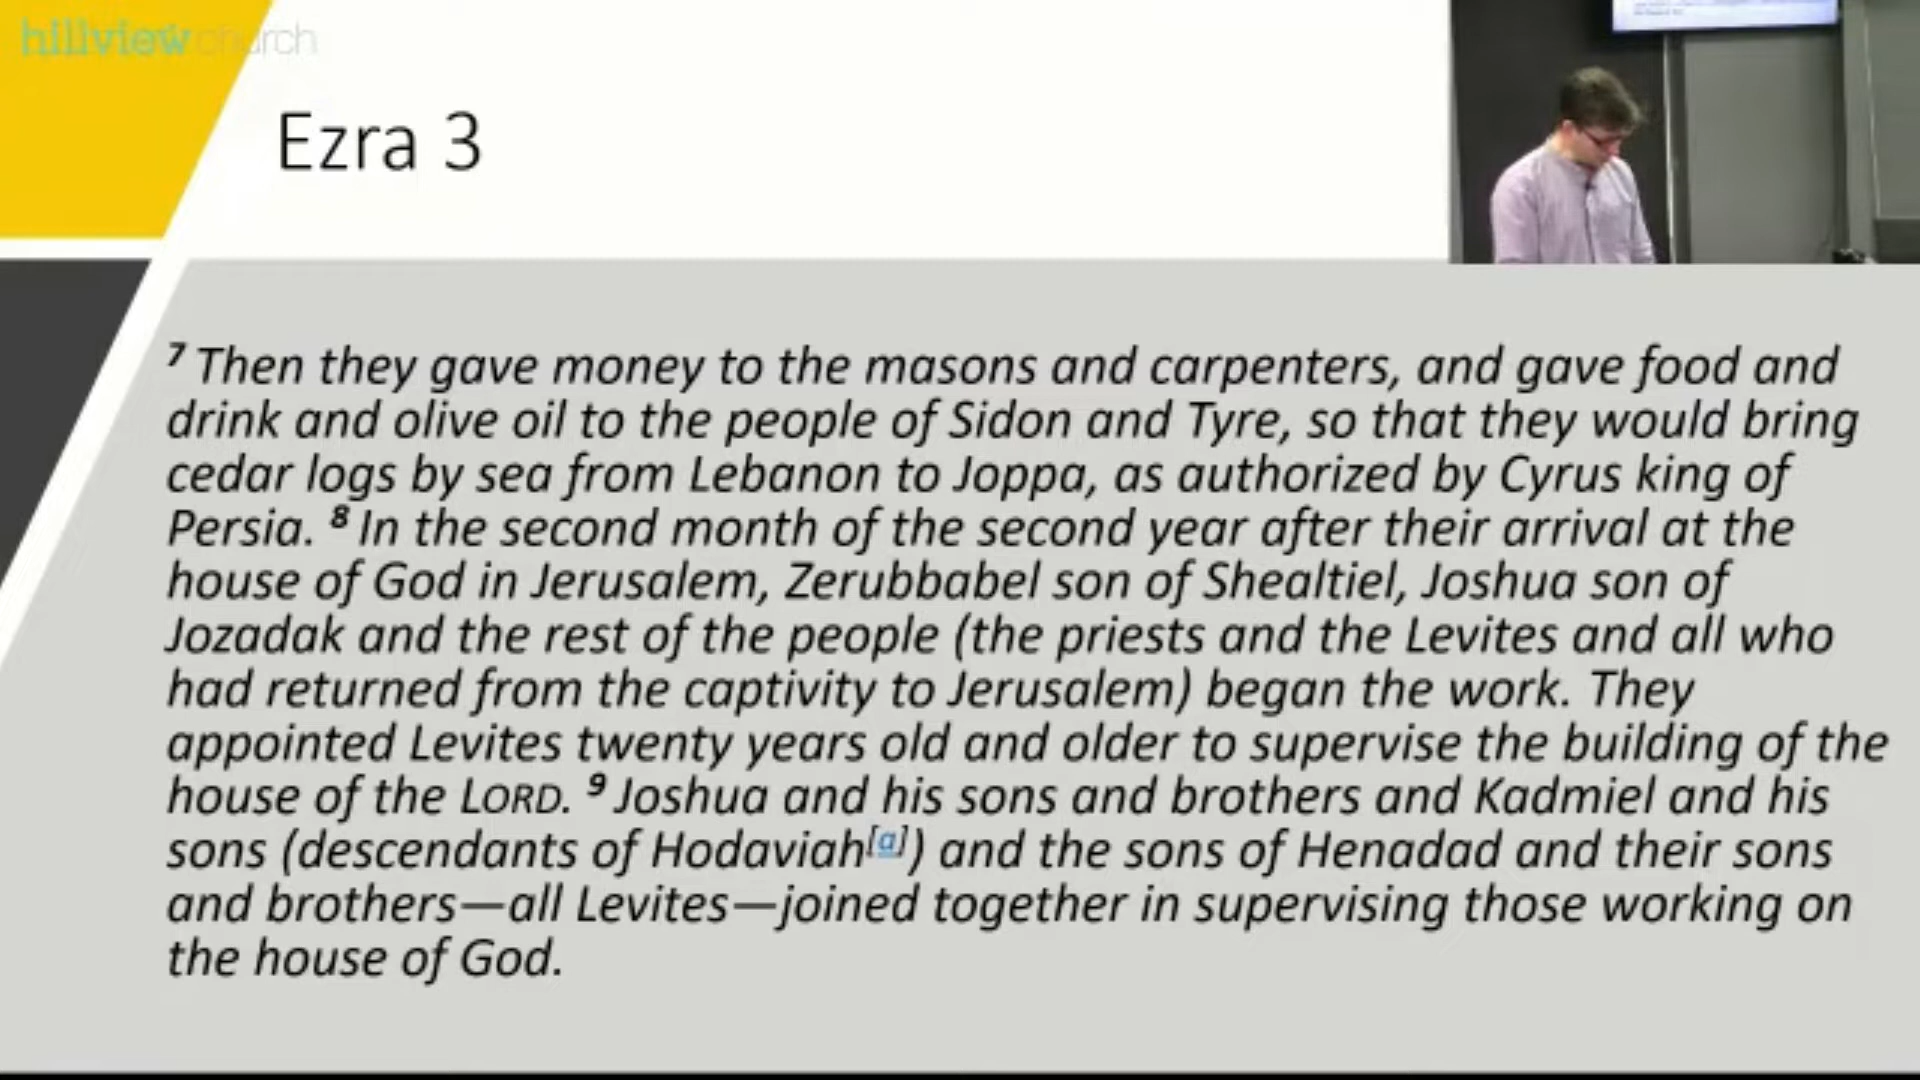 hillview church
Ezra 3
7 Then they gave money to the masons and carpenters, and gave food and
drink and olive oil to the people of Sidon and Tyre, so that they would bring
cedar logs by sea from Lebanon to Joppa, as authorized by Cyrus king of
Persia. 8 In the second month of the second year after their arrival at the
house of God in Jerusalem, Zerubbabel son of Shealtiel, Joshua son of
Jozadak and the rest of the people (the priests and the Levites and all who
had returned from the captivity to Jerusalem) began the work. They
appointed Levites twenty years old and older to supervise the building of the
house of the LORD. 9 Joshua and his sons and brothers and Kadmiel and his
sons (descendants of Hodaviah[a]) and the sons of Henadad and their sons
and brothers—all Levites—joined together in supervising those working on
the house of God.